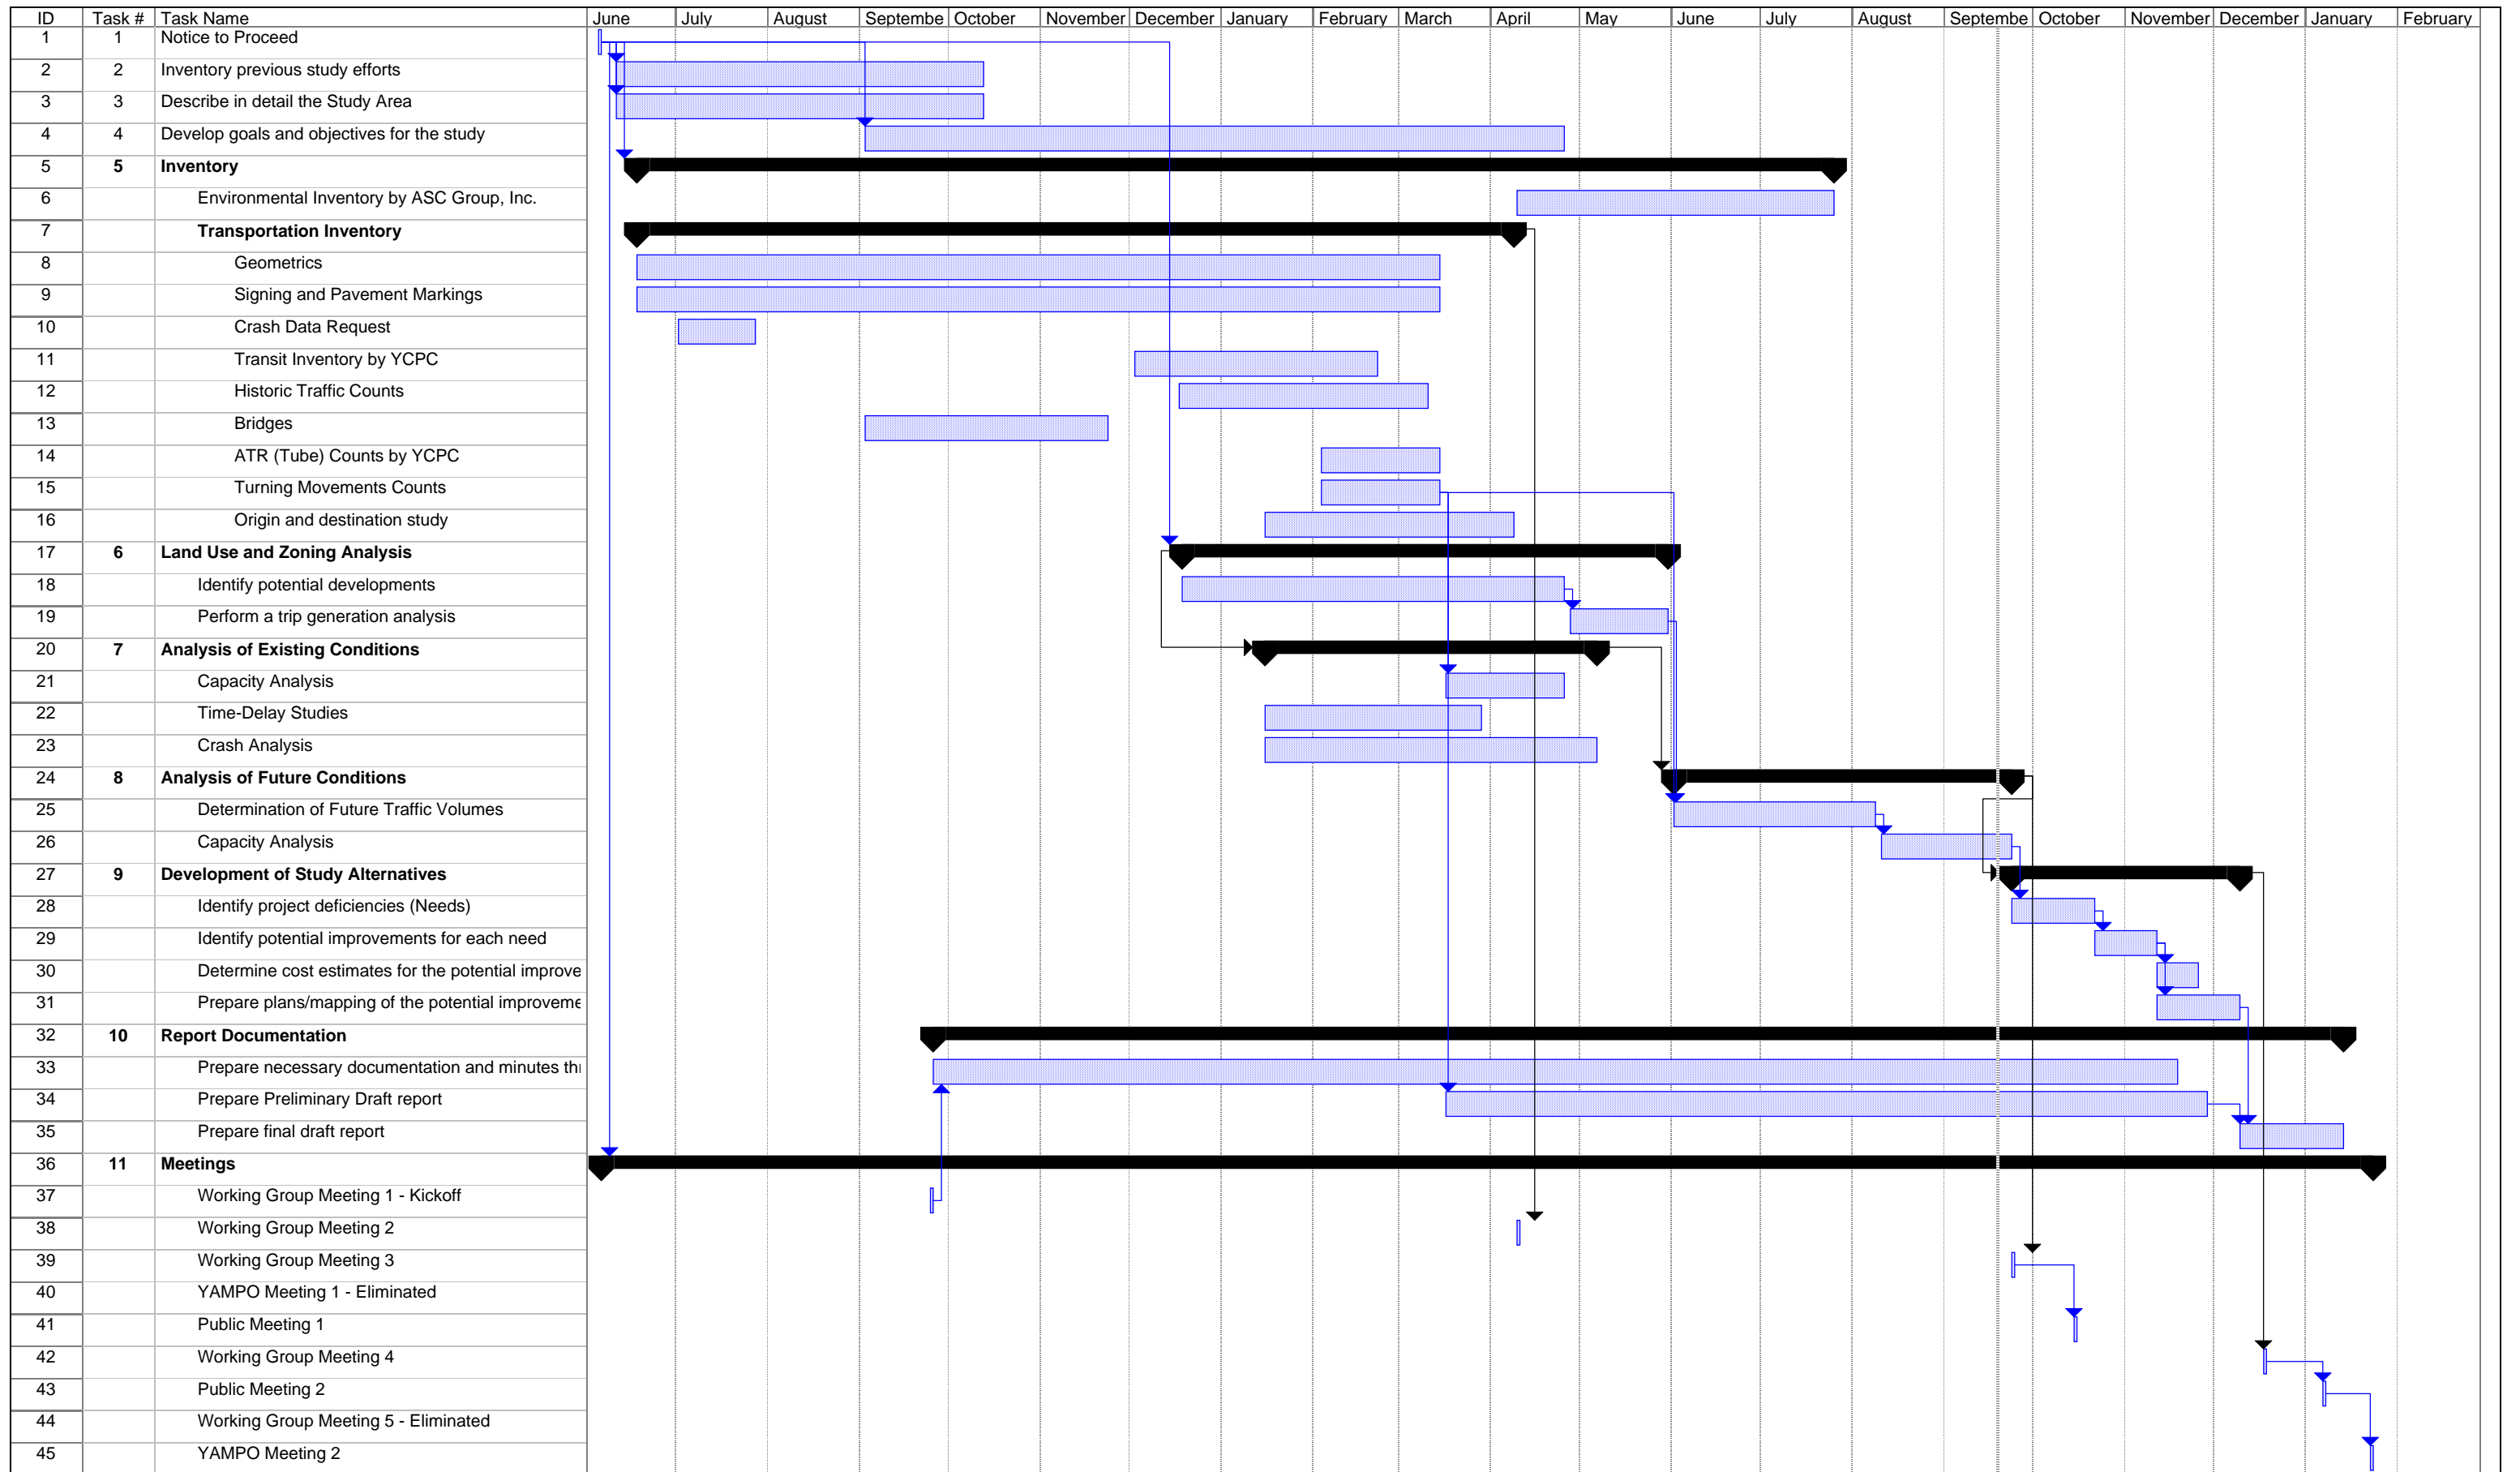 ID Task # Task Name June July August Septembe October November December January February March April May June July August Septembe October November December January February
1 1 Notice to Proceed
2 2 Inventory previous study efforts
3 3 Describe in detail the Study Area
4 4 Develop goals and objectives for the study
5 5 Inventory
6 Environmental Inventory by ASC Group, Inc.
7 Transportation Inventory
8 Geometrics
9 Signing and Pavement Markings
10 Crash Data Request
11 Transit Inventory by YCPC
12 Historic Traffic Counts
13 Bridges
14 ATR (Tube) Counts by YCPC
15 Turning Movements Counts
16 Origin and destination study
17 6 Land Use and Zoning Analysis
18 Identify potential developments
19 Perform a trip generation analysis
20 7 Analysis of Existing Conditions
21 Capacity Analysis
22 Time-Delay Studies
23 Crash Analysis
24 8 Analysis of Future Conditions
25 Determination of Future Traffic Volumes
26 Capacity Analysis
27 9 Development of Study Alternatives
28 Identify project deficiencies (Needs)
29 Identify potential improvements for each need
30 Determine cost estimates for the potential improve
31 Prepare plans/mapping of the potential improveme
32 10 Report Documentation
33 Prepare necessary documentation and minutes thr
34 Prepare Preliminary Draft report
35 Prepare final draft report
36 11 Meetings
37 Working Group Meeting 1 - Kickoff
38 Working Group Meeting 2
39 Working Group Meeting 3
40 YAMPO Meeting 1 - Eliminated
41 Public Meeting 1
42 Working Group Meeting 4
43 Public Meeting 2
44 Working Group Meeting 5 - Eliminated
45 YAMPO Meeting 2